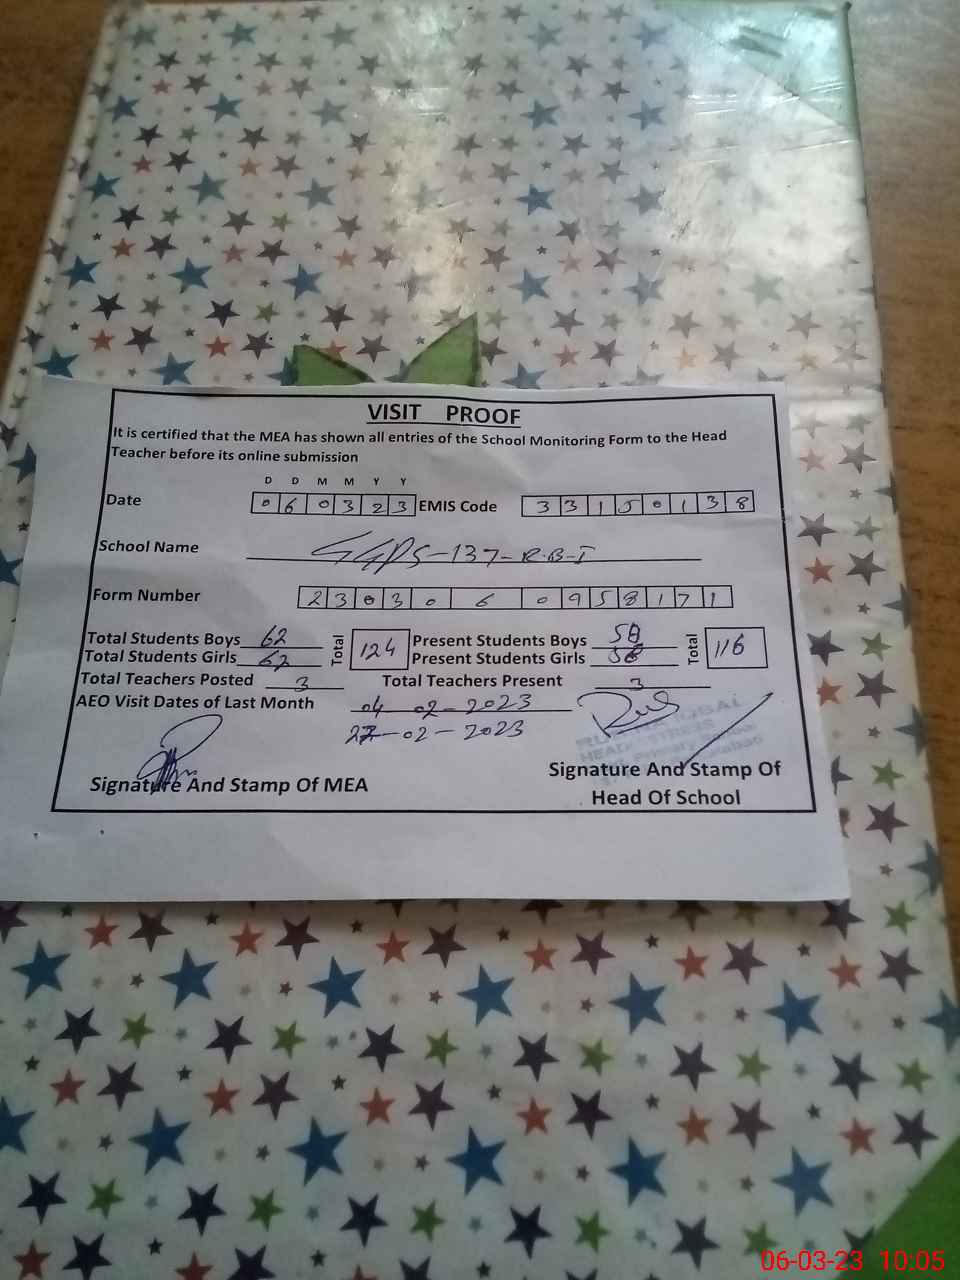 VISIT PROOF
It is certified that the MEA has shown all entries of the School Monitoring Form to the Head
Teacher before its online submission
D D M M Y Y
Date 0 6 0 3 2 3 EMIS Code 3 3 1 5 0 1 3 8
School Name GGPS-137-R.B-I
Form Number 2 3 0 3 0 6 0 9 5 8 1 7 1
Total Students Boys 62 Total 124 Present Students Boys 58 Total 116
Total Students Girls 62 Present Students Girls 58
Total Teachers Posted 3 Total Teachers Present 3
AEO Visit Dates of Last Month 04-02-2023
27-02-2023
IQBAL
Primary School
Signature And Stamp Of MEA Signature And Stamp Of
Head Of School
06-03-23 10:05